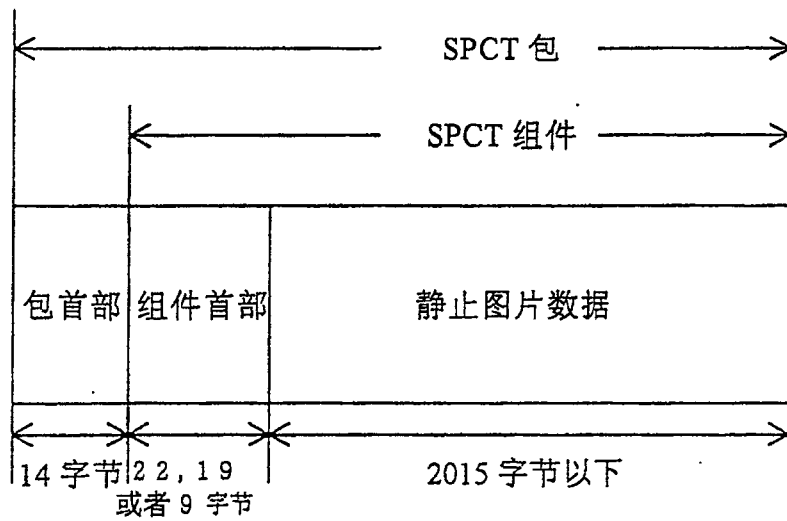 SPCT 包
SPCT 组件
包首部
组件首部
静止图片数据
14 字节
22, 19
或者 9 字节
2015 字节以下